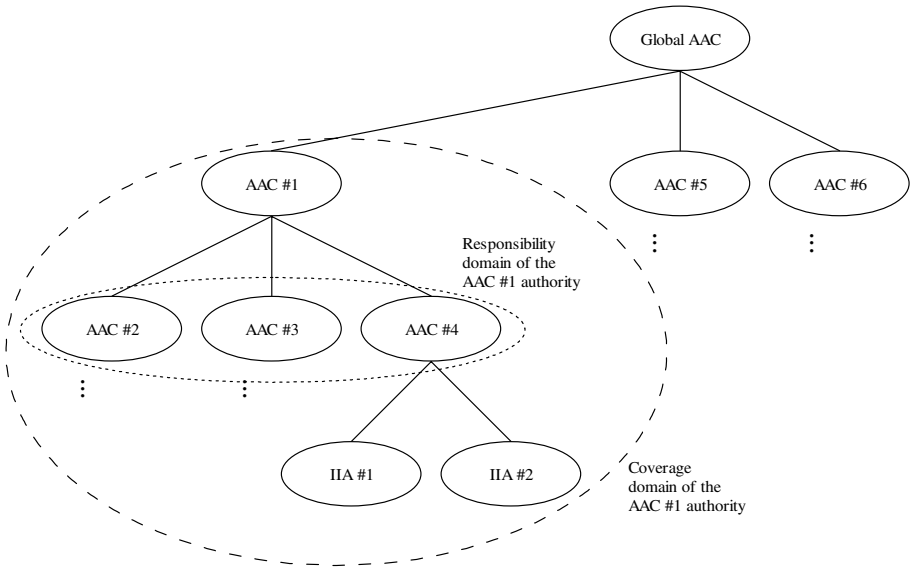 Global AAC
AAC #1
AAC #5
AAC #6
Responsibility
domain of the
AAC #1 authority
AAC #2
AAC #3
AAC #4
IIA #1
IIA #2
Coverage
domain of the
AAC #1 authority